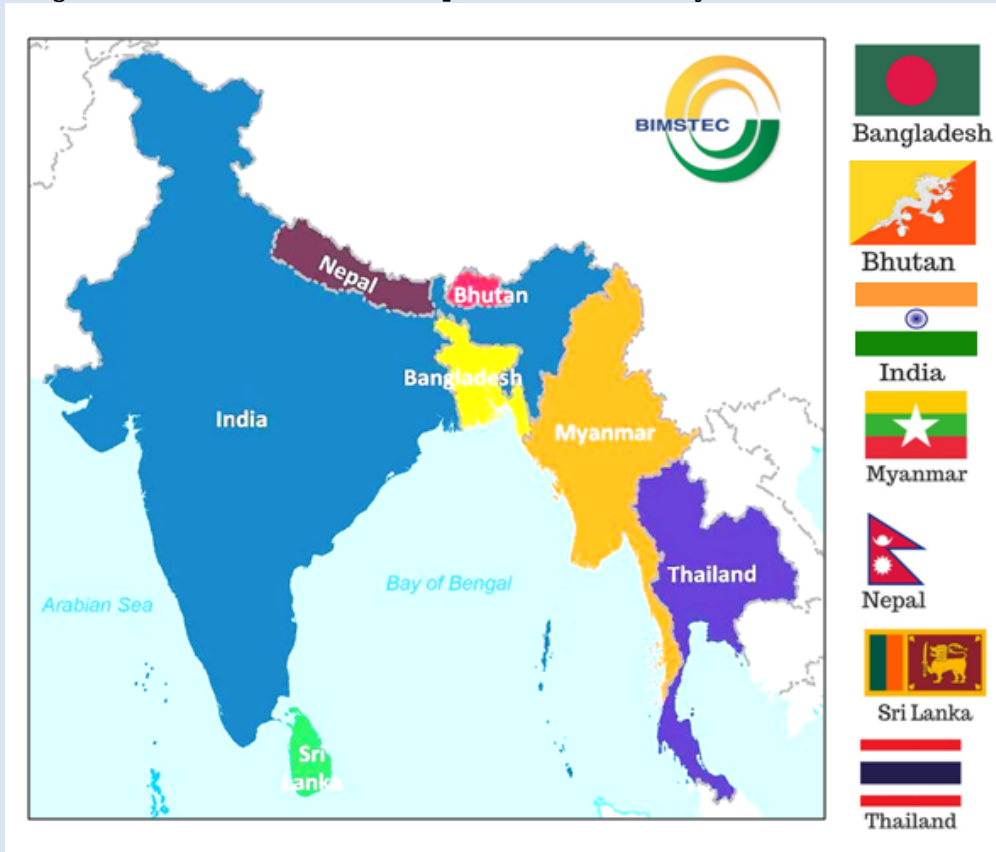 BIMSTEC
Nepal
Bhutan
Bangladesh
India
Myanmar
Thailand
Bay of Bengal
Arabian Sea
Sri
Lanka
Bangladesh
Bhutan
India
Myanmar
Nepal
Sri Lanka
Thailand